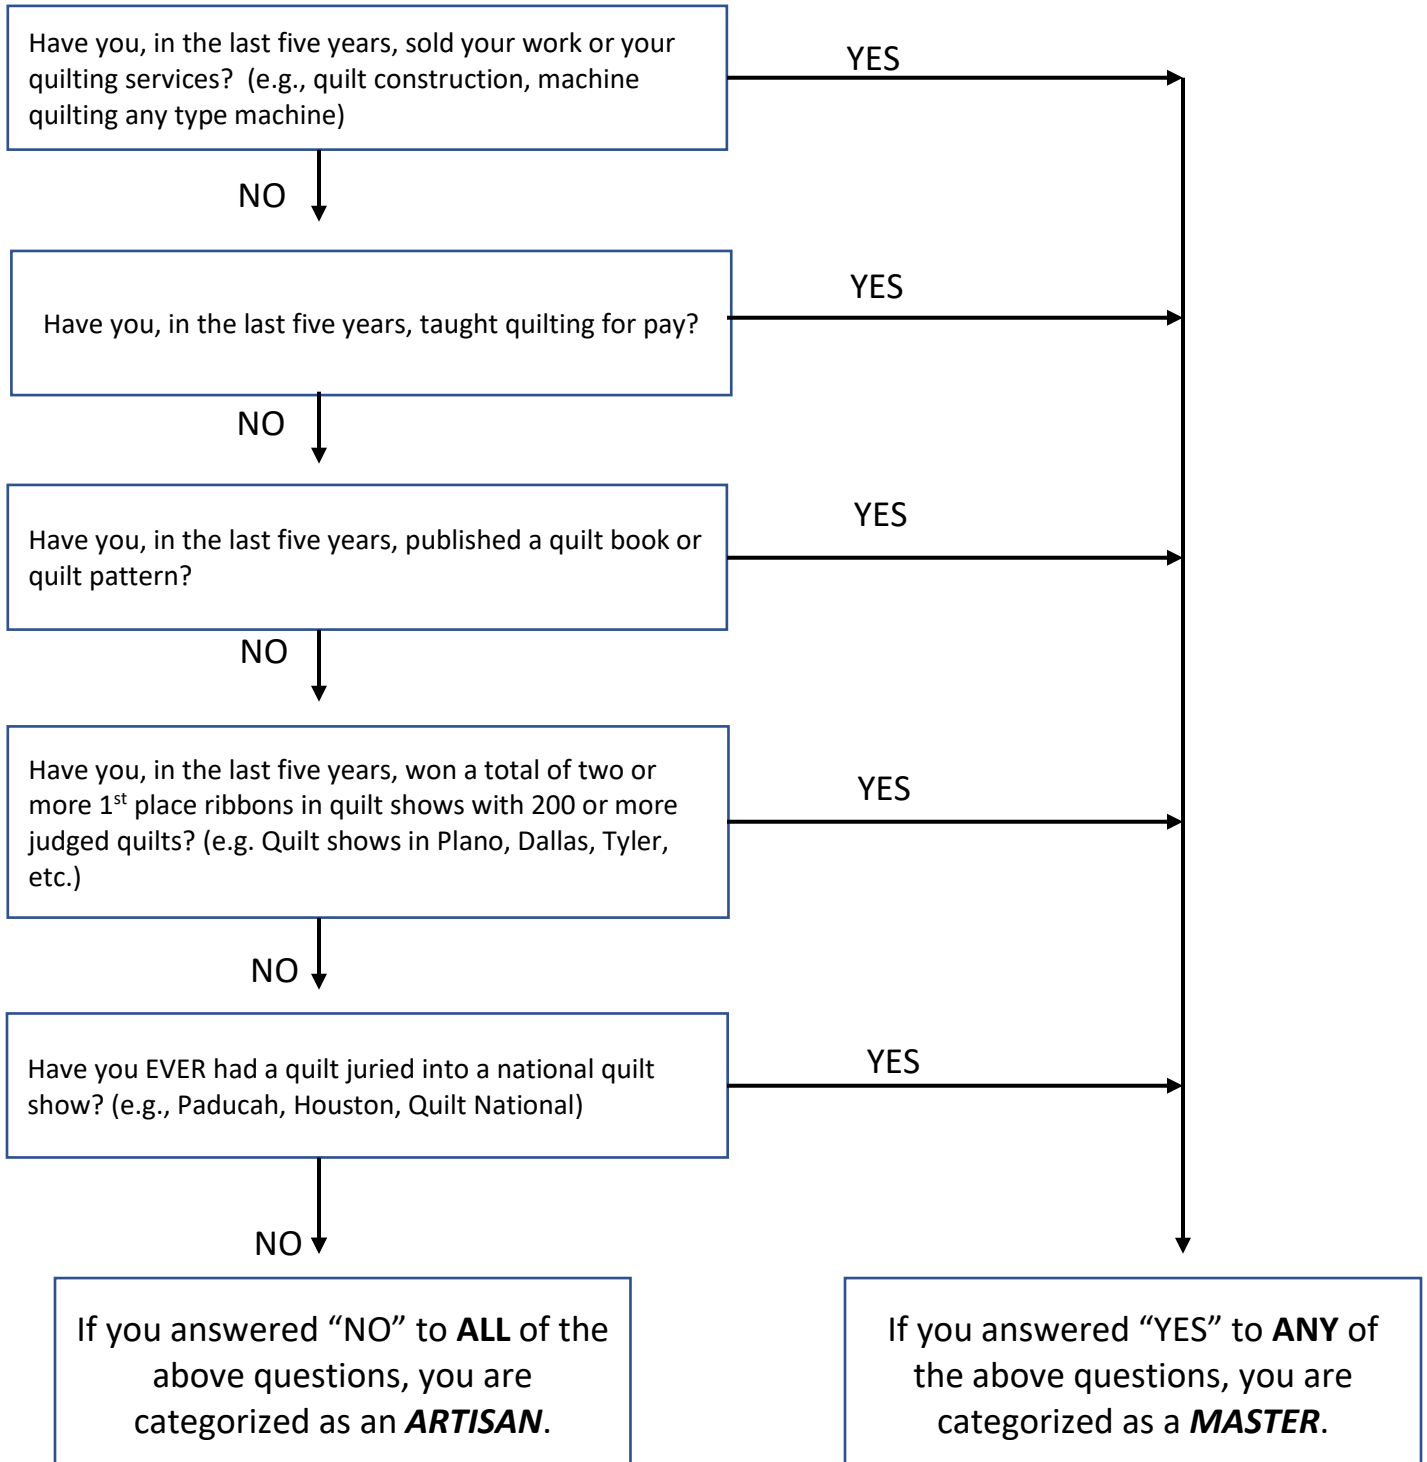 Have you, in the last five years, sold your work or your
quilting services?  (e.g., quilt construction, machine
quilting any type machine)
YES
NO
Have you, in the last five years, taught quilting for pay?
YES
NO
Have you, in the last five years, published a quilt book or
quilt pattern?
YES
NO
Have you, in the last five years, won a total of two or
more 1st place ribbons in quilt shows with 200 or more
judged quilts? (e.g. Quilt shows in Plano, Dallas, Tyler,
etc.)
YES
NO
Have you EVER had a quilt juried into a national quilt
show? (e.g., Paducah, Houston, Quilt National)
YES
NO
If you answered “NO” to ALL of the
above questions, you are
categorized as an ARTISAN.
If you answered “YES” to ANY of
the above questions, you are
categorized as a MASTER.